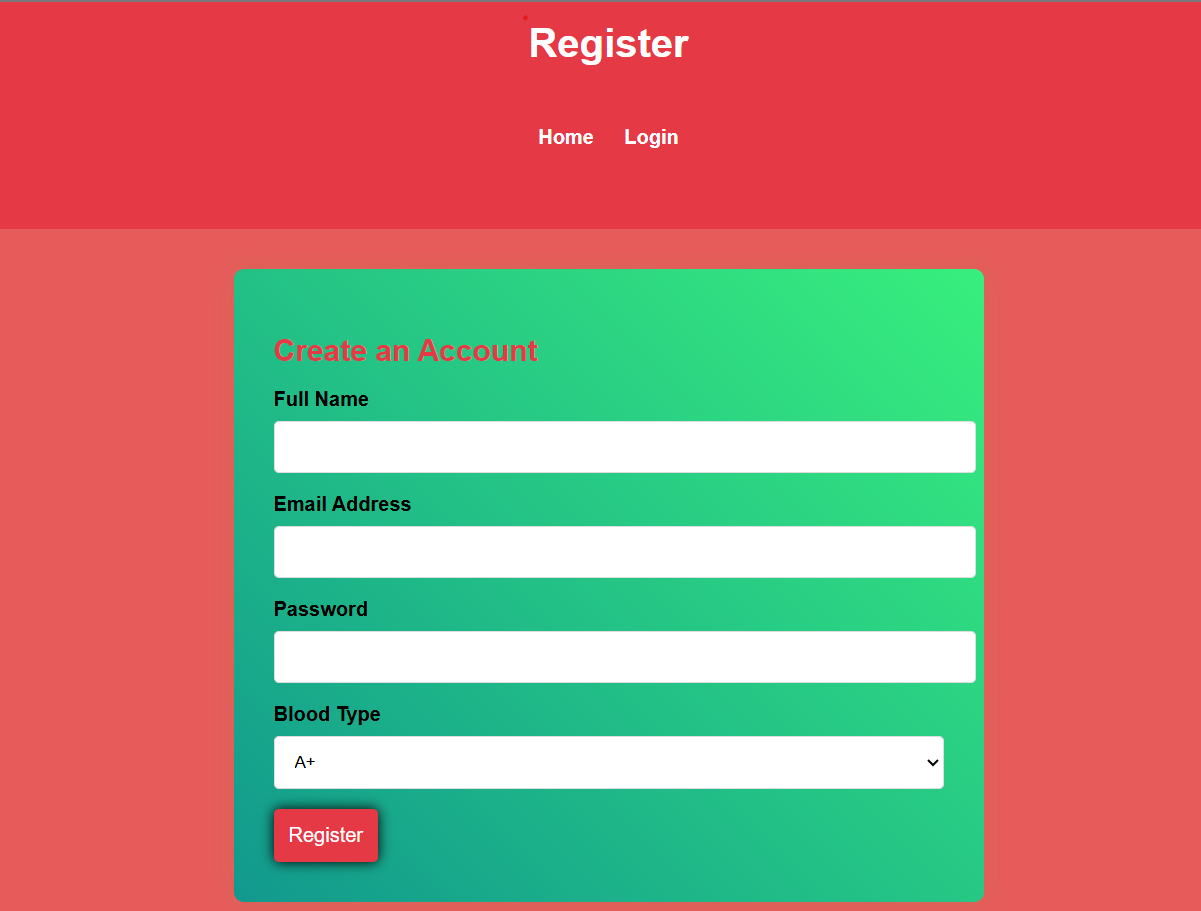 Register
Home Login
Create an Account
Full Name
Email Address
Password
Blood Type
A+
Register